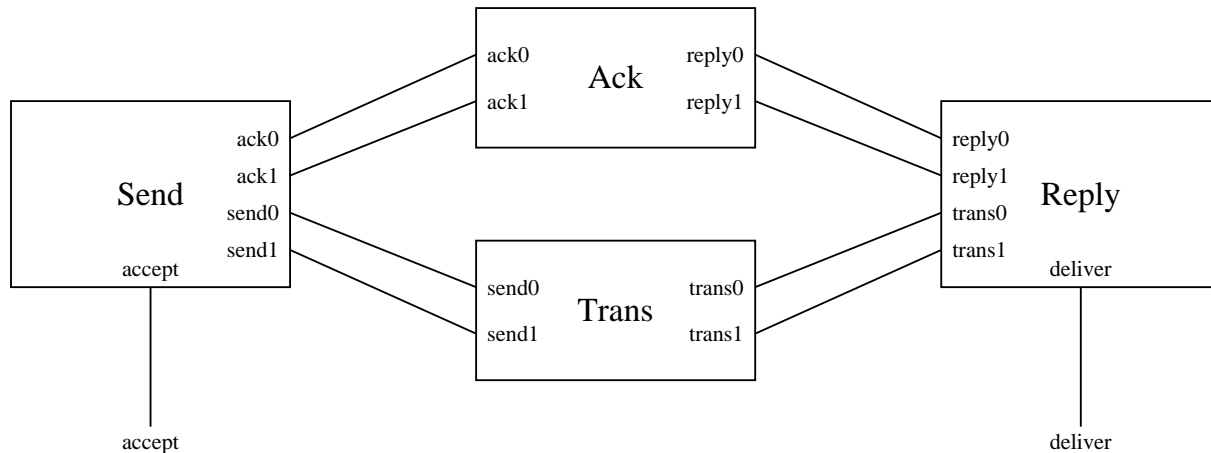 ack0
ack1
Ack
reply0
reply1
ack0
ack1
send0
send1
Send
accept
reply0
reply1
trans0
trans1
Reply
deliver
send0
send1
Trans
trans0
trans1
accept
deliver